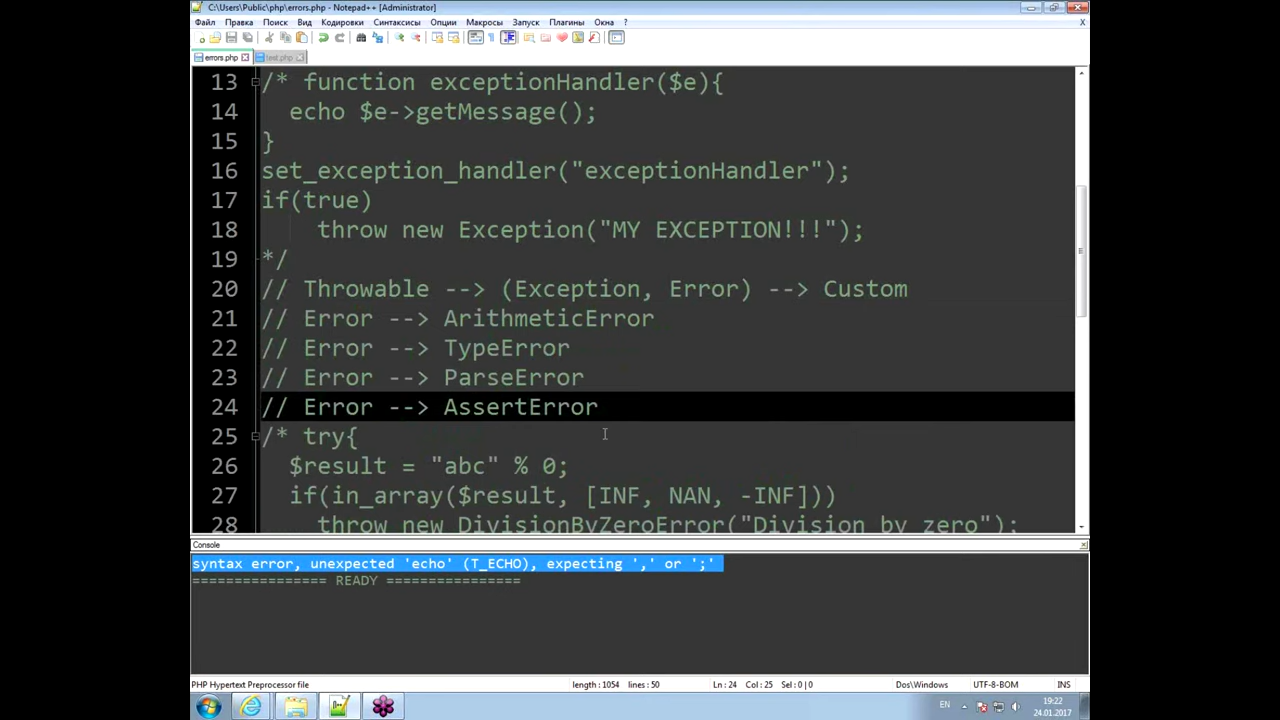 C:\Users\Public\php\errors.php - Notepad++ [Administrator]
Файл Правка Поиск Вид Кодировки Синтаксисы Опции Макросы Запуск Плагины Окна ? X
errors.php test.php
13 /* function exceptionHandler($e){
14 echo $e->getMessage();
15 }
16 set_exception_handler("exceptionHandler");
17 if(true)
18 throw new Exception("MY EXCEPTION!!!");
19 */
20 // Throwable --> (Exception, Error) --> Custom
21 // Error --> ArithmeticError
22 // Error --> TypeError
23 // Error --> ParseError
24 // Error --> AssertError
25 /* try{
26 $result = "abc" % 0;
27 if(in_array($result, [INF, NAN, -INF]))
28 throw new DivisionByZeroError("Division by zero");
Console
syntax error, unexpected 'echo' (T_ECHO), expecting ',' or ';'
================ READY ================
PHP Hypertext Preprocessor file length : 1054 lines : 50 Ln : 24 Col : 25 Sel : 0 | 0 Dos\Windows UTF-8-BOM INS
EN 19:22
24.01.2017